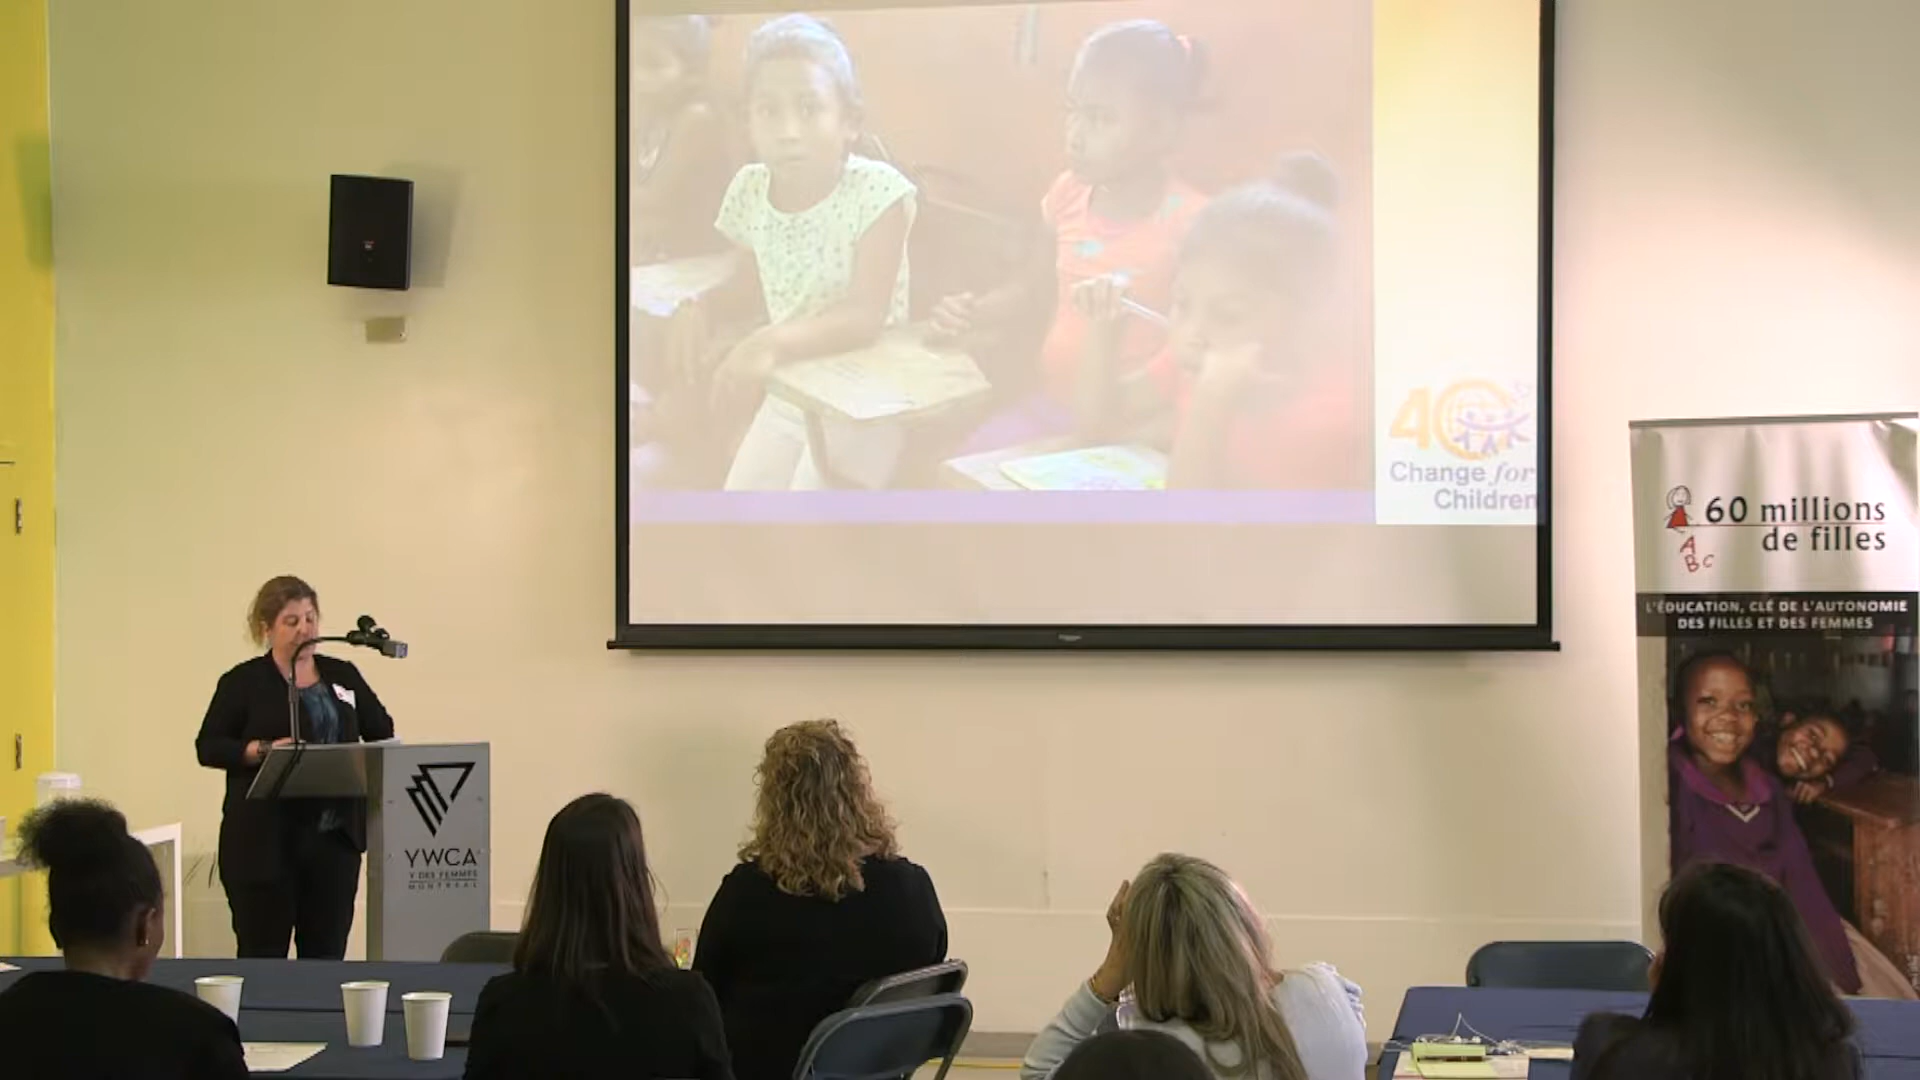 40
Change for
Children
60 millions
de filles
A
B C
L'ÉDUCATION, CLÉ DE L'AUTONOMIE
DES FILLES ET DES FEMMES
YWCA
Y DES FEMMES
MONTRÉAL